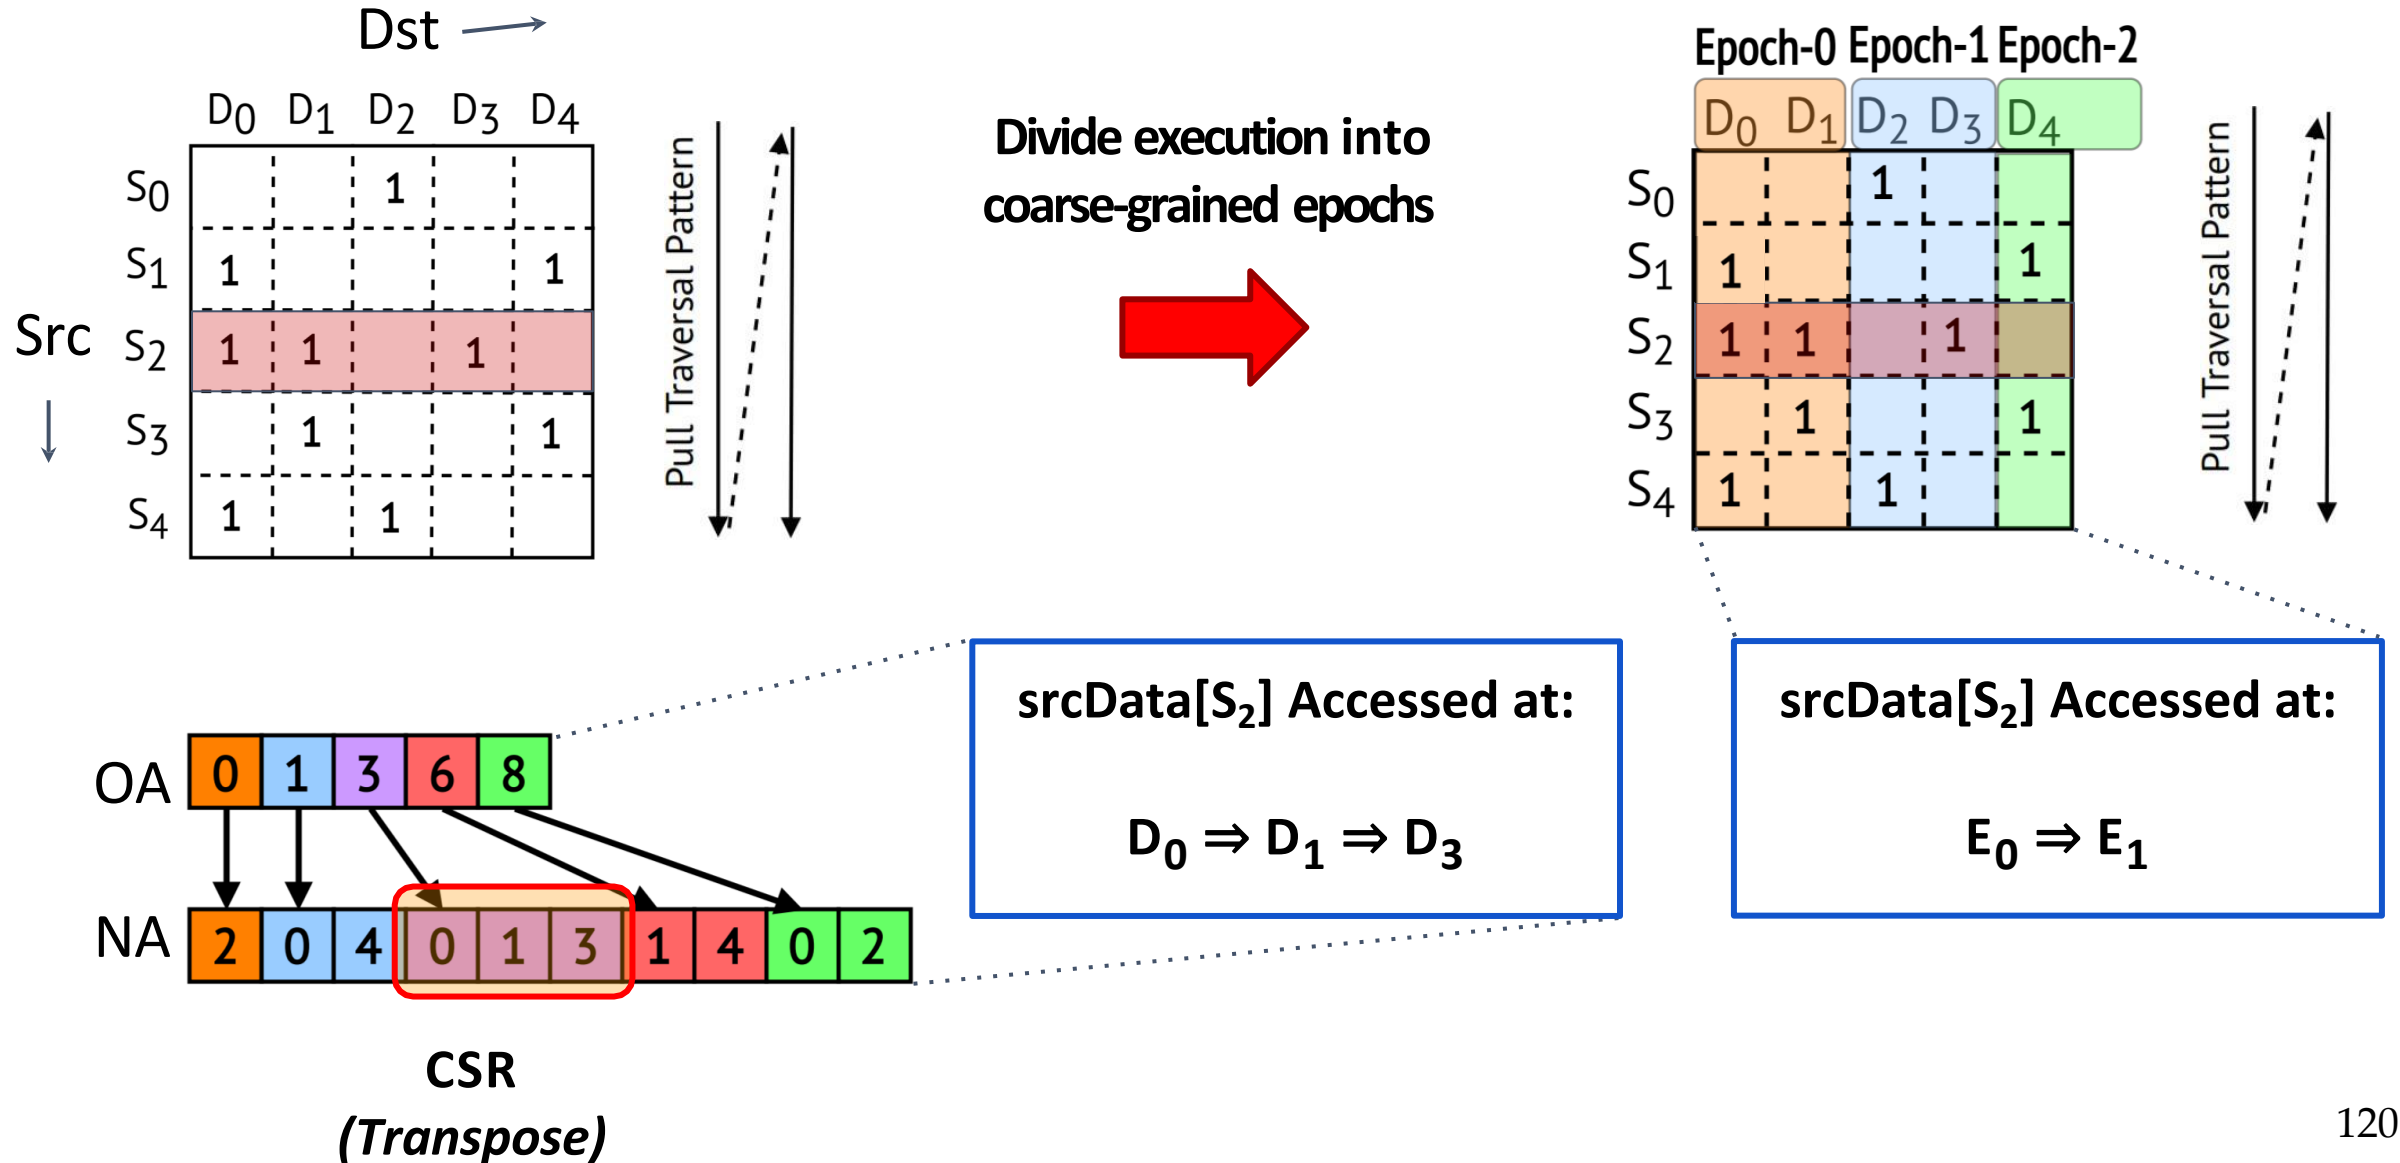 Dst
D0 D1 D2 D3 D4
S0 1
S1 1 1
Src S2 1 1 1
S3 1 1
S4 1 1
Pull Traversal Pattern
Divide execution into
coarse-grained epochs
Epoch-0 Epoch-1 Epoch-2
D0 D1 D2 D3 D4
S0 1
S1 1 1
S2 1 1 1
S3 1 1
S4 1 1
Pull Traversal Pattern
OA 0 1 3 6 8
NA 2 0 4 0 1 3 1 4 0 2
CSR
(Transpose)
srcData[S2] Accessed at:
D0 ⇒ D1 ⇒ D3
srcData[S2] Accessed at:
E0 ⇒ E1
120